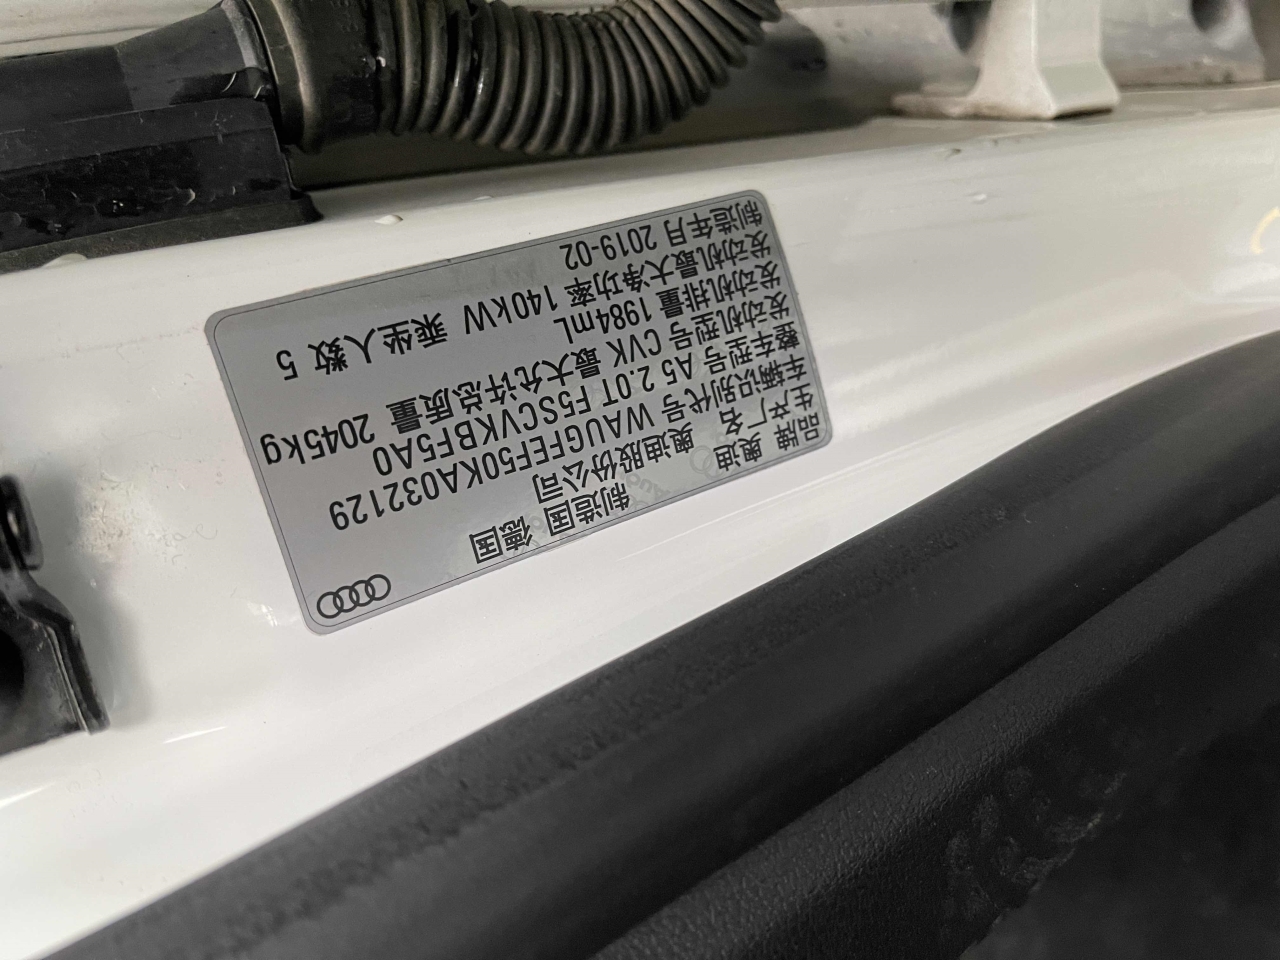 品牌 奥迪 制造国 德国
生产厂名 奥迪股份公司
车辆识别代号 WAUGFEF50KA032129
整车型号 A5 2.0T F5SCVKBF5A0
发动机型号 CVK 最大允许总质量 2045kg
发动机排量 1984mL
发动机最大净功率 140kW 乘坐人数 5
制造年月 2019-02